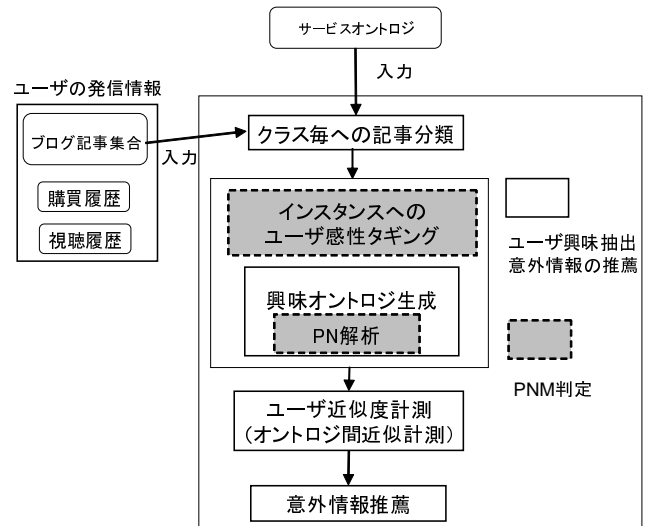 サービスオントロジ
入力
ユーザの発信情報
ブログ記事集合
入力
購買履歴
視聴履歴
クラス毎への記事分類
インスタンスへの
ユーザ感性タギング
興味オントロジ生成
PN解析
ユーザ興味抽出
意外情報の推薦
PNM判定
ユーザ近似度計測
(オントロジ間近似計測)
意外情報推薦